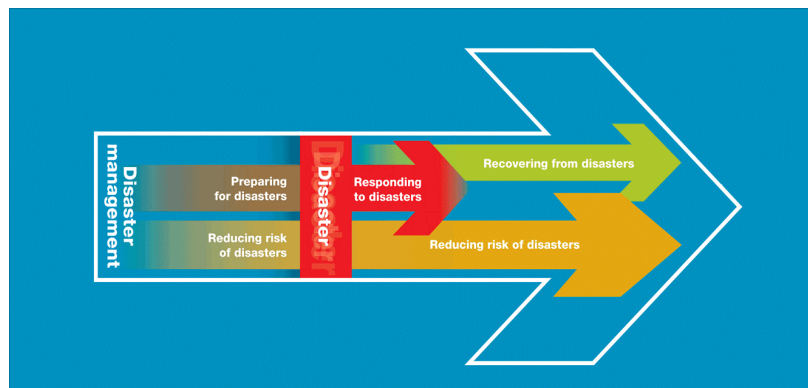 Disaster
management
Preparing
for disasters
Reducing risk
of disasters
Disaster
Disaster
Responding
to disasters
Recovering from disasters
Reducing risk of disasters